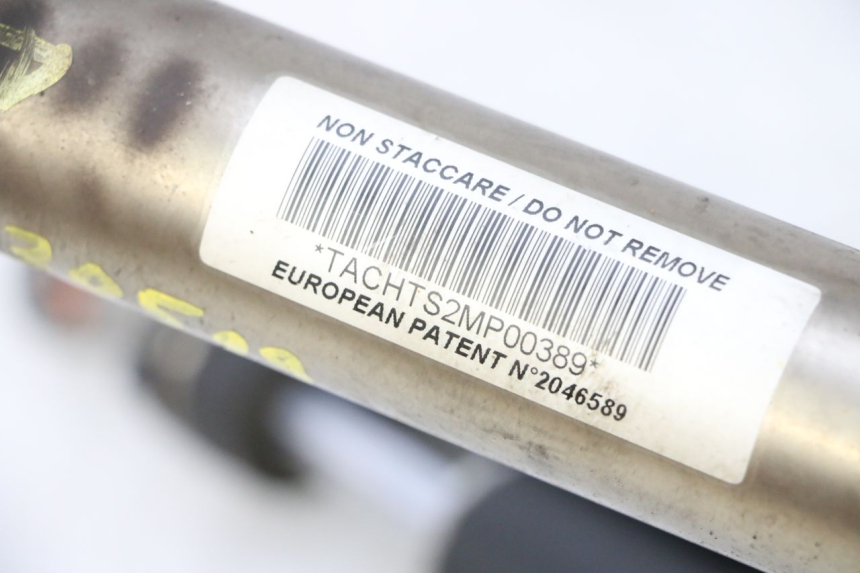 NON STACCARE / DO NOT REMOVE
*TACHTS2MP00389*
EUROPEAN PATENT N°2046589